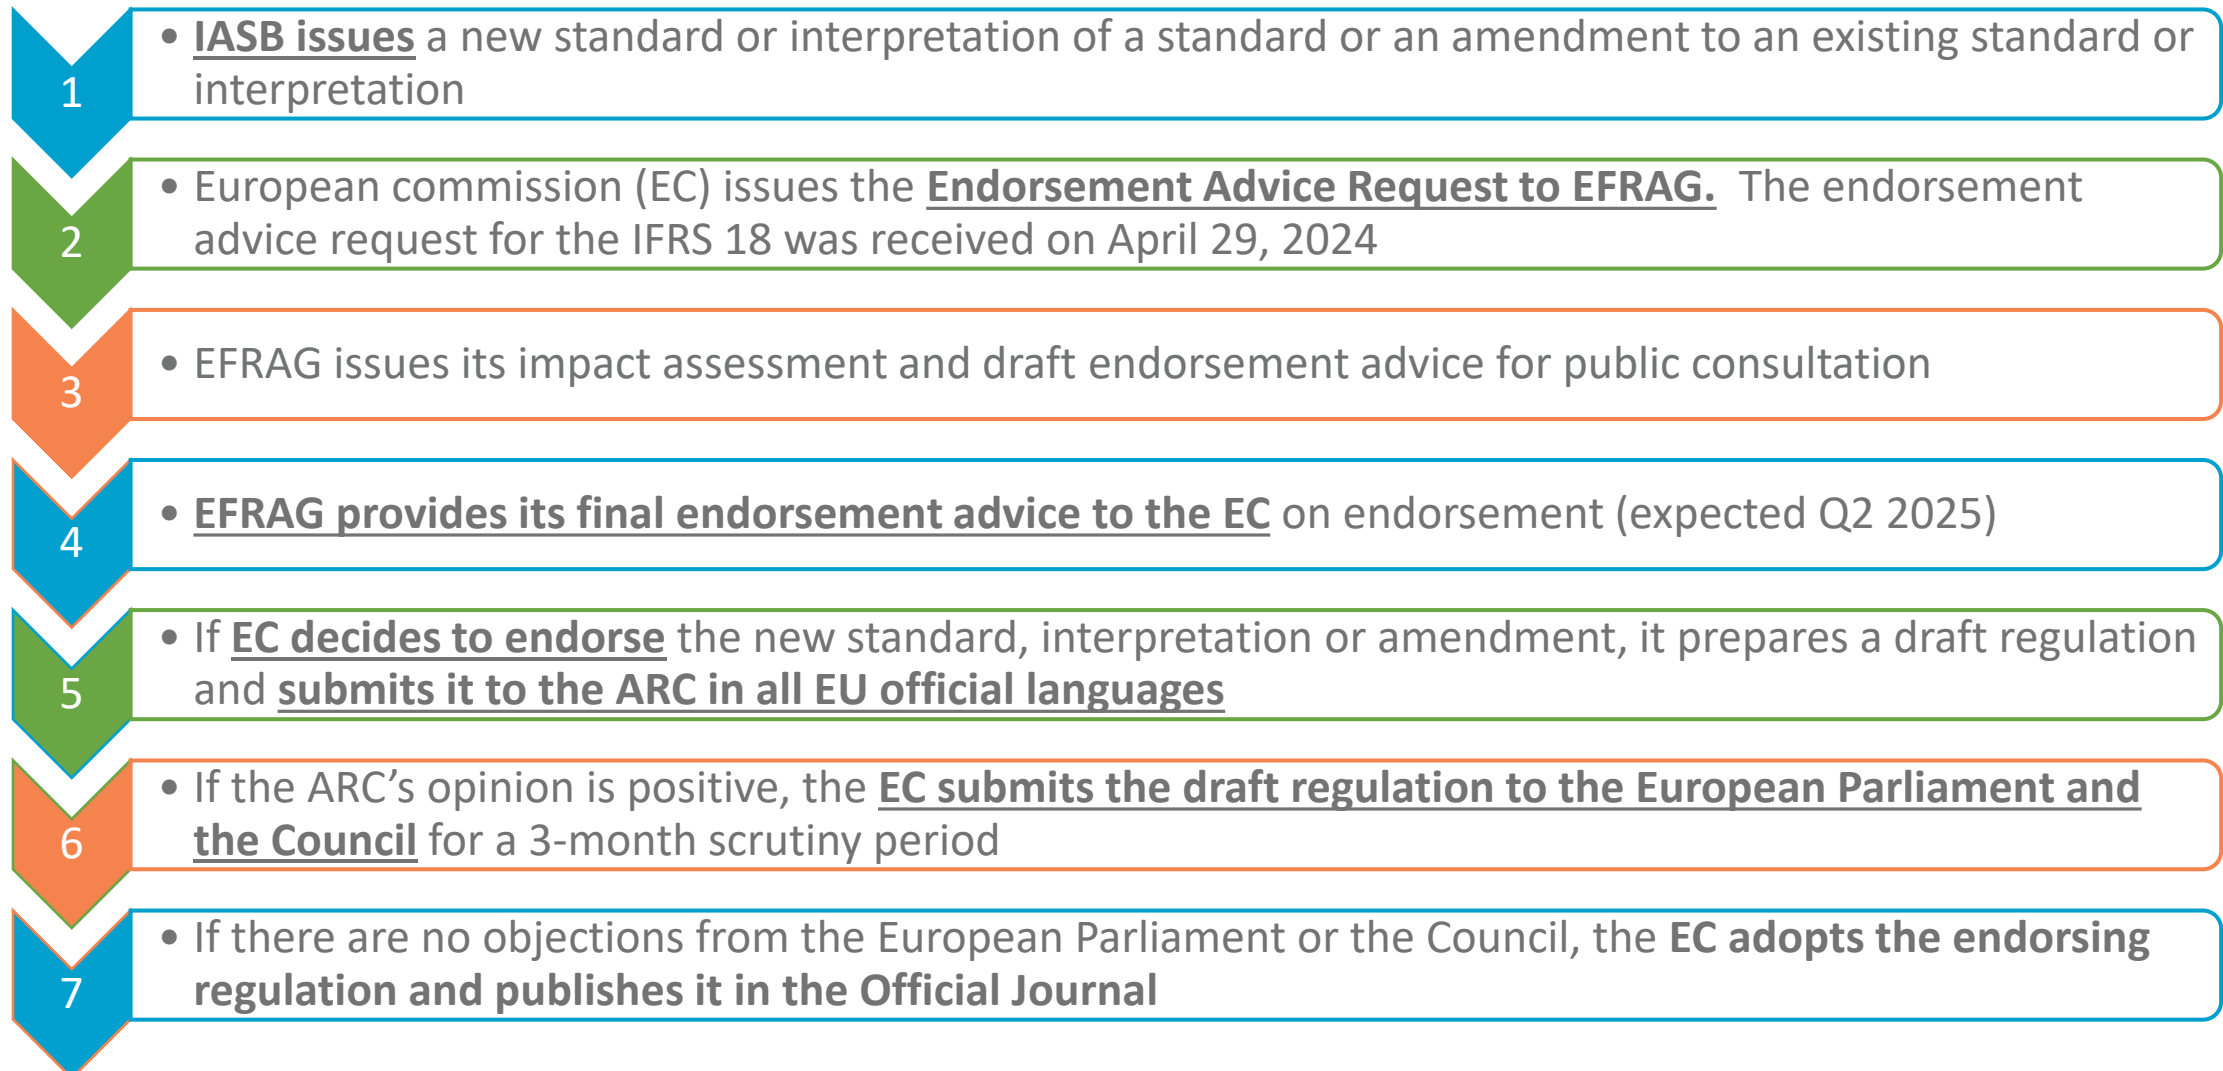 1
• IASB issues a new standard or interpretation of a standard or an amendment to an existing standard or
interpretation
2
• European commission (EC) issues the Endorsement Advice Request to EFRAG. The endorsement
advice request for the IFRS 18 was received on April 29, 2024
3
• EFRAG issues its impact assessment and draft endorsement advice for public consultation
4
• EFRAG provides its final endorsement advice to the EC on endorsement (expected Q2 2025)
5
• If EC decides to endorse the new standard, interpretation or amendment, it prepares a draft regulation
and submits it to the ARC in all EU official languages
6
• If the ARC’s opinion is positive, the EC submits the draft regulation to the European Parliament and
the Council for a 3-month scrutiny period
7
• If there are no objections from the European Parliament or the Council, the EC adopts the endorsing
regulation and publishes it in the Official Journal